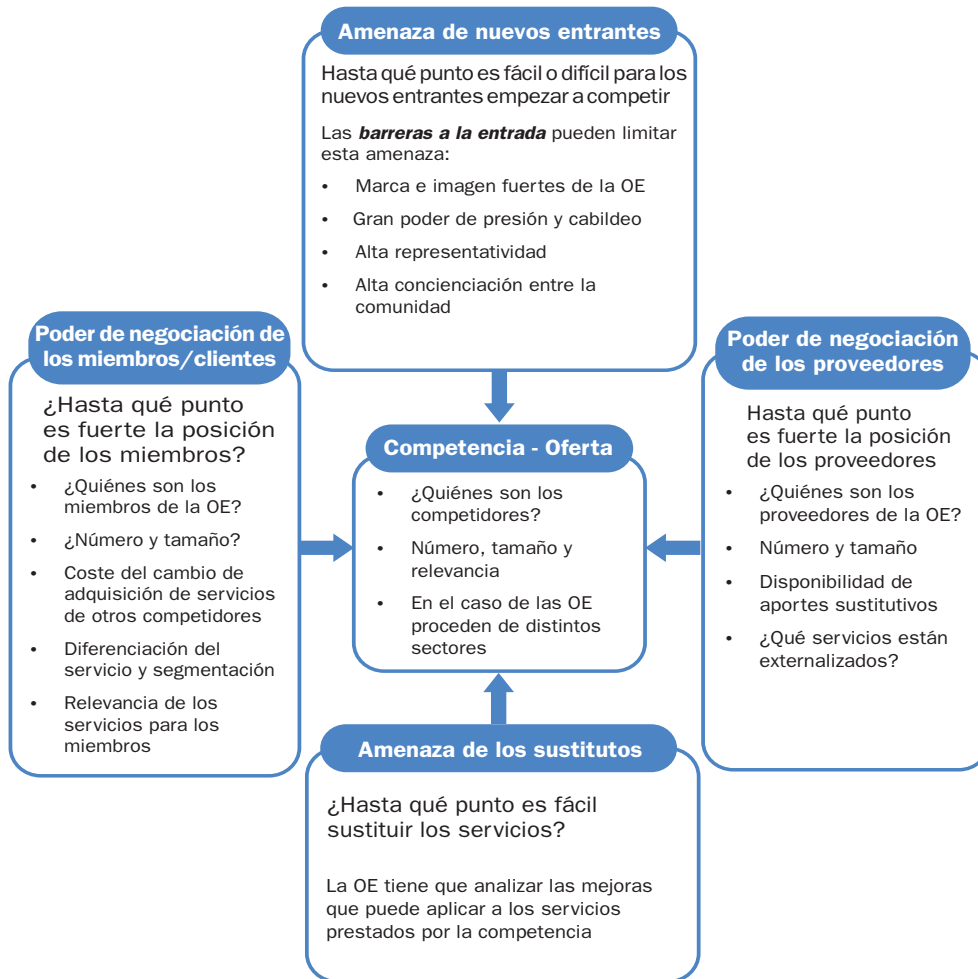 Amenaza de nuevos entrantes
Hasta qué punto es fácil o difícil para los
nuevos entrantes empezar a competir
Las barreras a la entrada pueden limitar
esta amenaza:
• Marca e imagen fuertes de la OE
• Gran poder de presión y cabildeo
• Alta representatividad
• Alta concienciación entre la
comunidad
Poder de negociación de
los miembros/clientes
¿Hasta qué punto
es fuerte la posición
de los miembros?
• ¿Quiénes son los
miembros de la OE?
• ¿Número y tamaño?
• Coste del cambio de
adquisición de servicios
de otros competidores
• Diferenciación del
servicio y segmentación
• Relevancia de los
servicios para los
miembros
Competencia - Oferta
• ¿Quiénes son los
competidores?
• Número, tamaño y
relevancia
• En el caso de las OE
proceden de distintos
sectores
Poder de negociación
de los proveedores
Hasta qué punto
es fuerte la posición
de los proveedores
• ¿Quiénes son los
proveedores de la OE?
• Número y tamaño
• Disponibilidad de
aportes sustitutivos
• ¿Qué servicios están
externalizados?
Amenaza de los sustitutos
¿Hasta qué punto es fácil
sustituir los servicios?
La OE tiene que analizar las mejoras
que puede aplicar a los servicios
prestados por la competencia